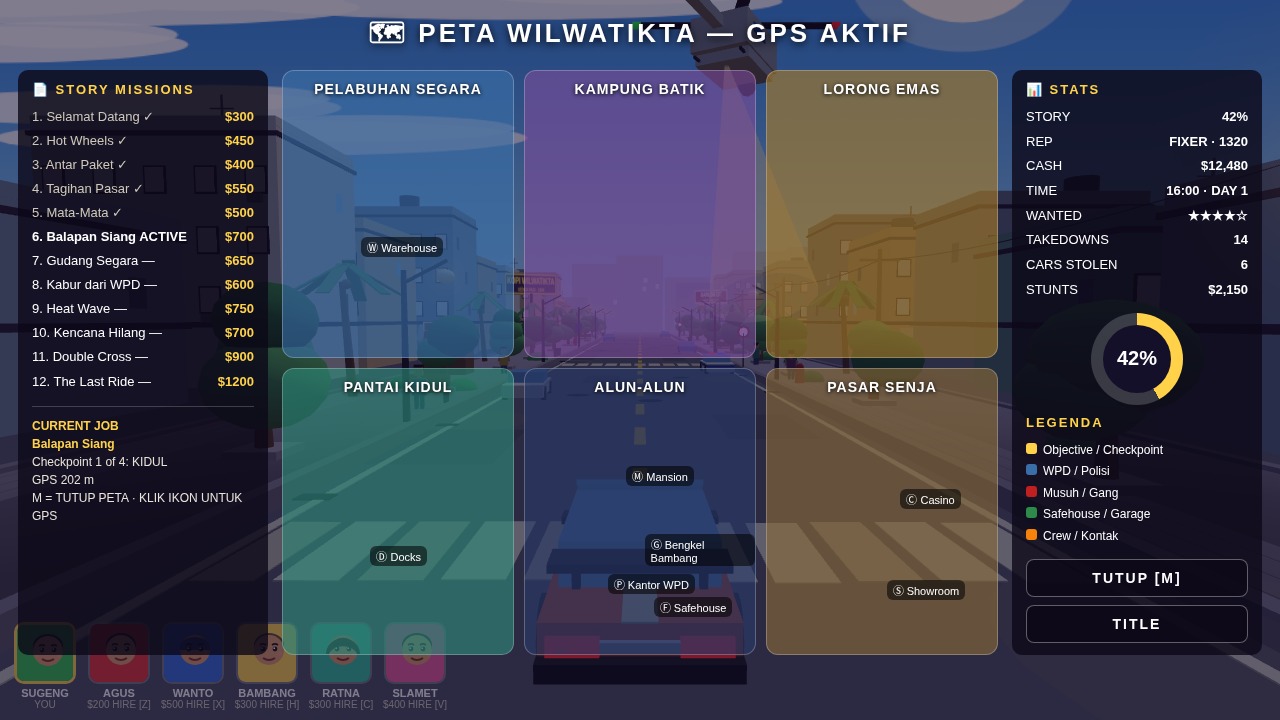 🗺 PETA WILWATIKTA — GPS AKTIF
📄 STORY MISSIONS
1. Selamat Datang ✓ $300
2. Hot Wheels ✓ $450
3. Antar Paket ✓ $400
4. Tagihan Pasar ✓ $550
5. Mata-Mata ✓ $500
6. Balapan Siang ACTIVE $700
7. Gudang Segara — $650
8. Kabur dari WPD — $600
9. Heat Wave — $750
10. Kencana Hilang — $700
11. Double Cross — $900
12. The Last Ride — $1200
CURRENT JOB
Balapan Siang
Checkpoint 1 of 4: KIDUL
GPS 202 m
M = TUTUP PETA · KLIK IKON UNTUK
GPS
PELABUHAN SEGARA
Ⓦ Warehouse
KAMPUNG BATIK
LORONG EMAS
PANTAI KIDUL
Ⓓ Docks
ALUN-ALUN
Ⓜ Mansion
Ⓖ Bengkel
Bambang
Ⓟ Kantor WPD
Ⓕ Safehouse
PASAR SENJA
Ⓒ Casino
Ⓢ Showroom
📊 STATS
STORY 42%
REP FIXER · 1320
CASH $12,480
TIME 16:00 · DAY 1
WANTED ★★★★☆
TAKEDOWNS 14
CARS STOLEN 6
STUNTS $2,150
42%
LEGENDA
Objective / Checkpoint
WPD / Polisi
Musuh / Gang
Safehouse / Garage
Crew / Kontak
TUTUP [M]
TITLE
SUGENG
YOU
AGUS
$200 HIRE [Z]
WANTO
$500 HIRE [X]
BAMBANG
$300 HIRE [H]
RATNA
$300 HIRE [C]
SLAMET
$400 HIRE [V]